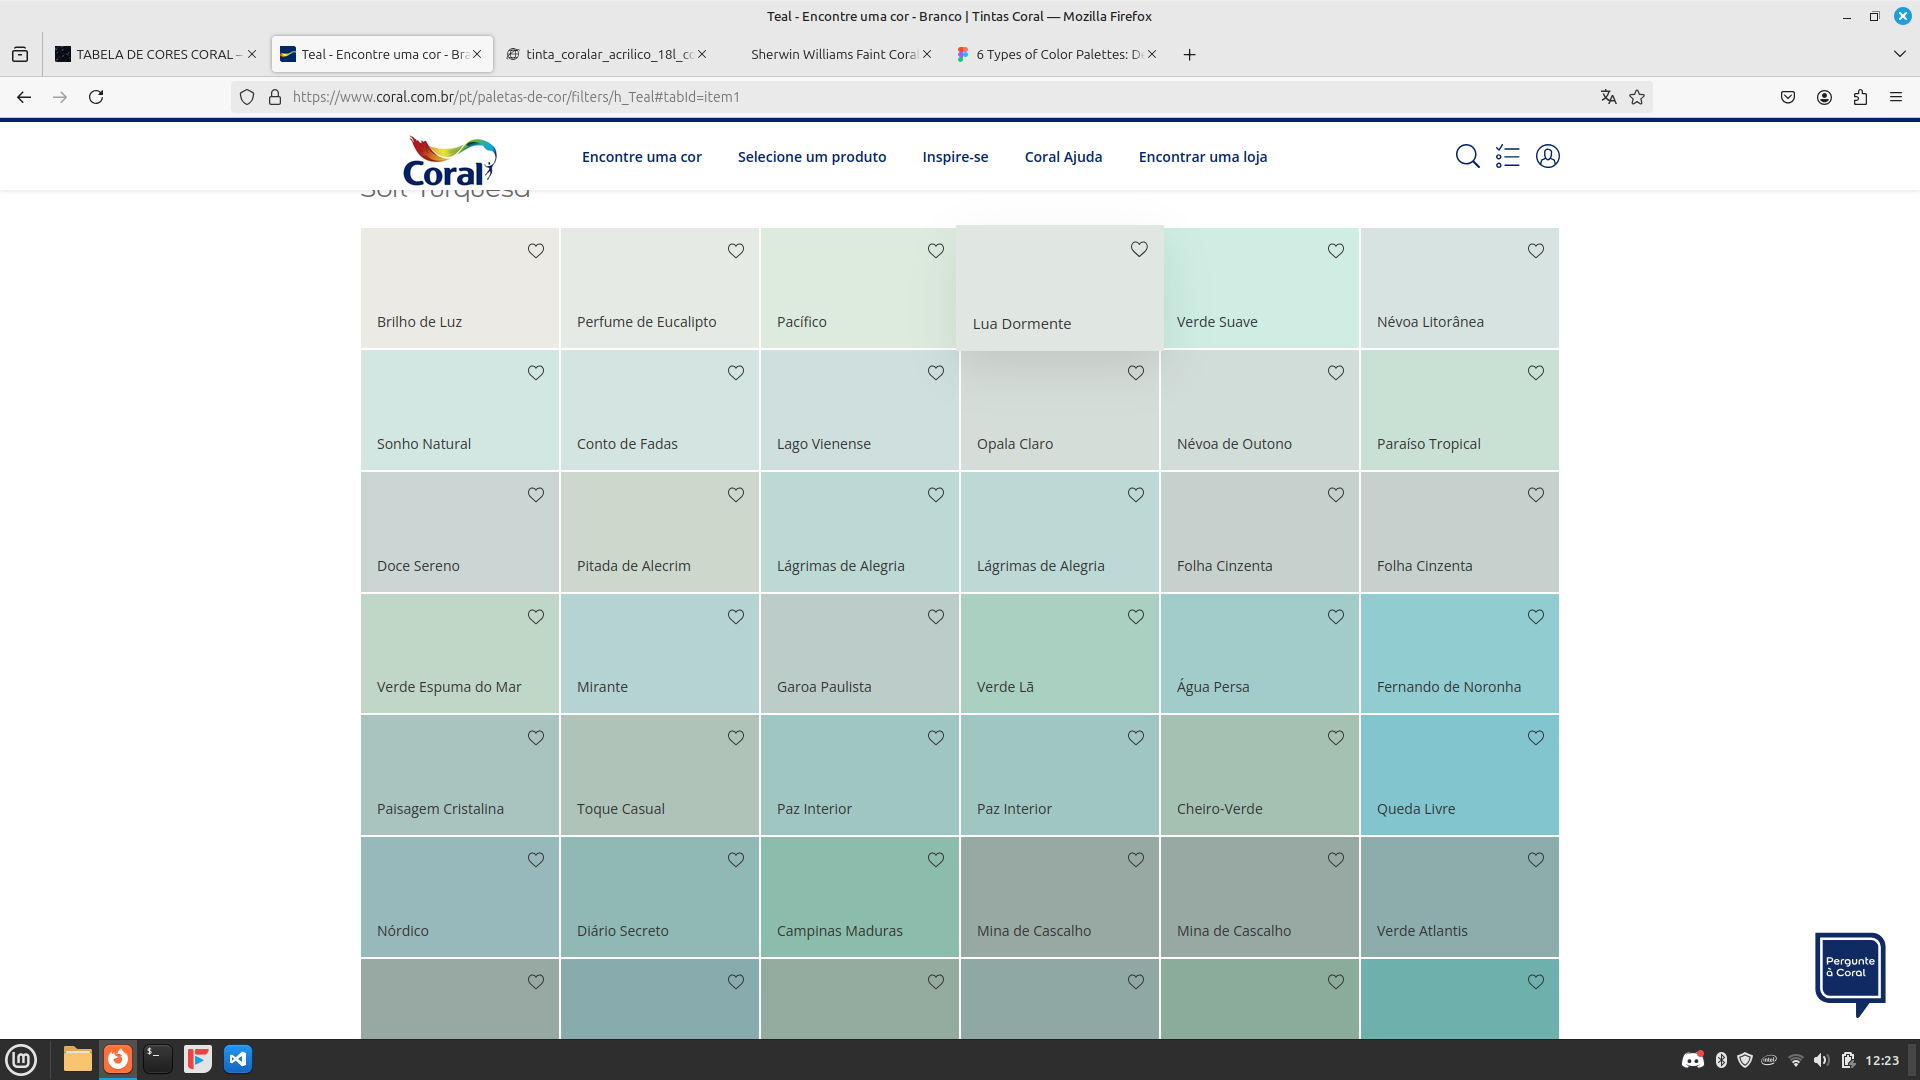 Teal - Encontre uma cor - Branco | Tintas Coral — Mozilla Firefox
TABELA DE CORES CORAL –
Teal - Encontre uma cor - Bra
tinta_coralar_acrilico_18l_co
Sherwin Williams Faint Coral
6 Types of Color Palettes: De
https://www.coral.com.br/pt/paletas-de-cor/filters/h_Teal#tabId=item1
Coral
Encontre uma cor
Selecione um produto
Inspire-se
Coral Ajuda
Encontrar uma loja
Soft Turquesa
Brilho de Luz
Perfume de Eucalipto
Pacífico
Lua Dormente
Verde Suave
Névoa Litorânea
Sonho Natural
Conto de Fadas
Lago Vienense
Opala Claro
Névoa de Outono
Paraíso Tropical
Doce Sereno
Pitada de Alecrim
Lágrimas de Alegria
Lágrimas de Alegria
Folha Cinzenta
Folha Cinzenta
Verde Espuma do Mar
Mirante
Garoa Paulista
Verde Lã
Água Persa
Fernando de Noronha
Paisagem Cristalina
Toque Casual
Paz Interior
Paz Interior
Cheiro-Verde
Queda Livre
Nórdico
Diário Secreto
Campinas Maduras
Mina de Cascalho
Mina de Cascalho
Verde Atlantis
Pergunte
à Coral
12:23